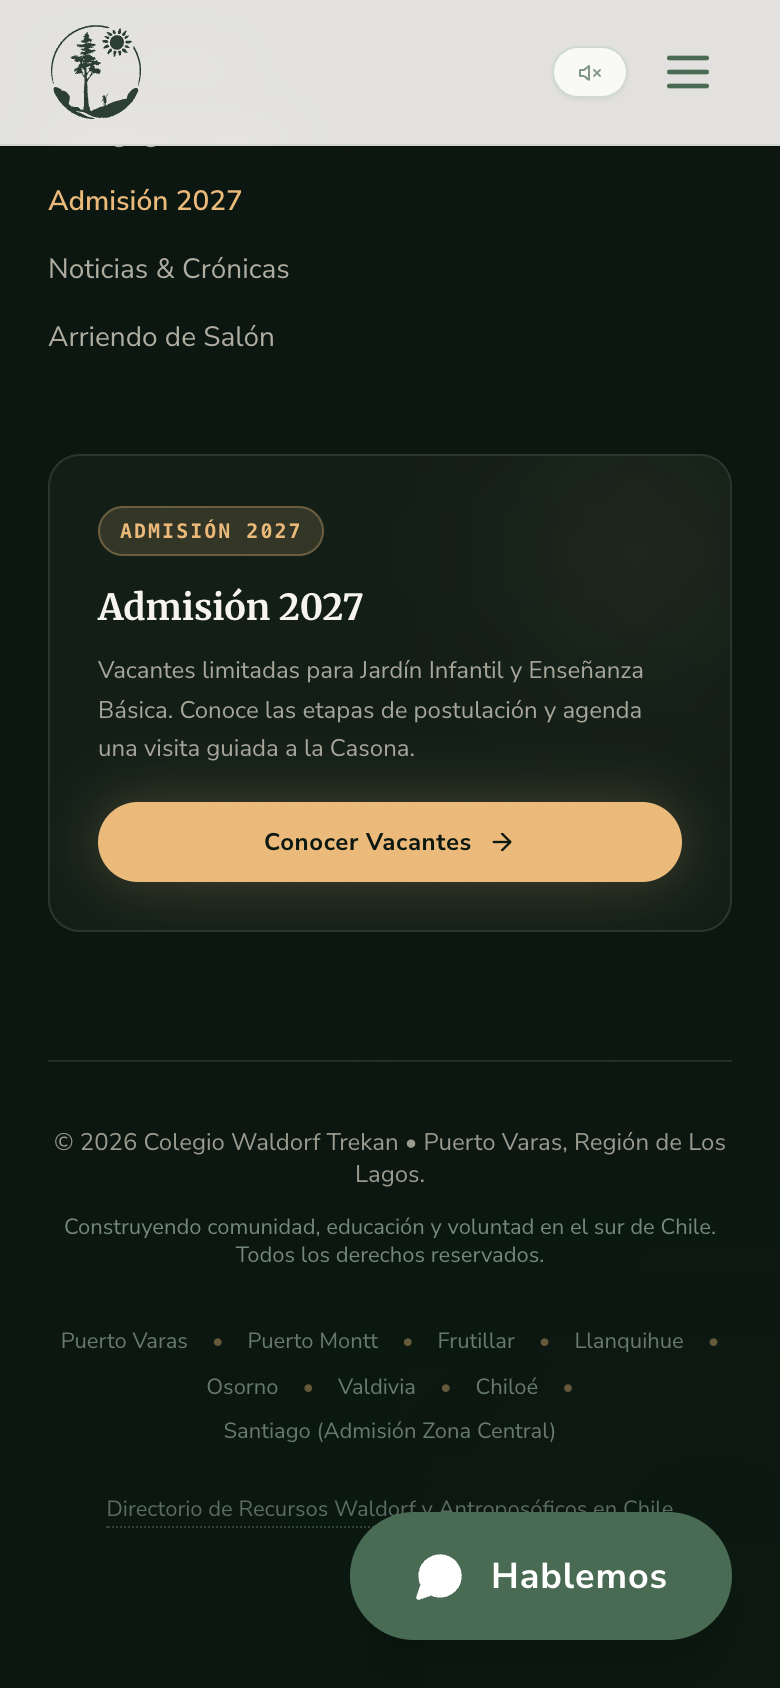 Admisión 2027
Noticias & Crónicas
Arriendo de Salón
ADMISIÓN 2027
Admisión 2027
Vacantes limitadas para Jardín Infantil y Enseñanza
Básica. Conoce las etapas de postulación y agenda
una visita guiada a la Casona.
Conocer Vacantes →
© 2026 Colegio Waldorf Trekan • Puerto Varas, Región de Los
Lagos.
Construyendo comunidad, educación y voluntad en el sur de Chile.
Todos los derechos reservados.
Puerto Varas • Puerto Montt • Frutillar • Llanquihue •
Osorno • Valdivia • Chiloé •
Santiago (Admisión Zona Central)
Directorio de Recursos Waldorf y Antroposóficos en Chile
Hablemos